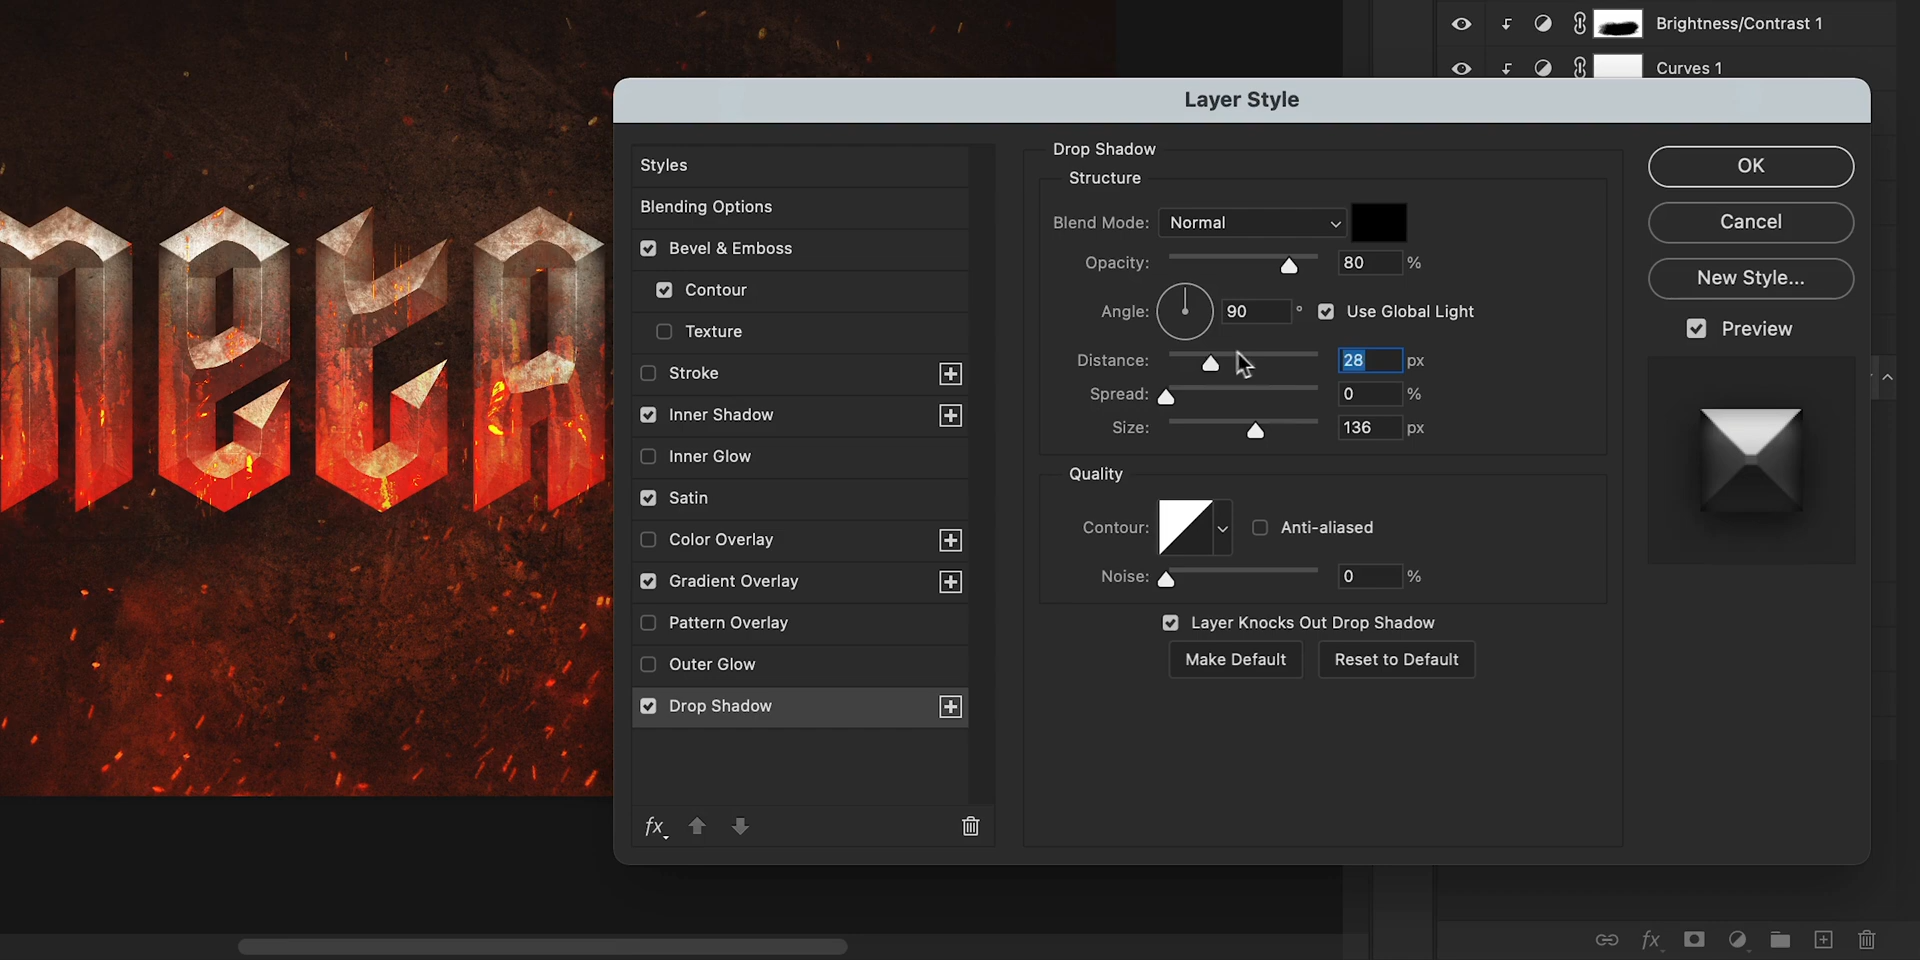 Brightness/Contrast 1
Curves 1
Layer Style
Styles
Blending Options
Bevel & Emboss
Contour
Texture
Stroke
Inner Shadow
Inner Glow
Satin
Color Overlay
Gradient Overlay
Pattern Overlay
Outer Glow
Drop Shadow
fx
Drop Shadow
Structure
Blend Mode: Normal
Opacity: 80 %
Angle: 90 ° Use Global Light
Distance: 28 px
Spread: 0 %
Size: 136 px
Quality
Contour: Anti-aliased
Noise: 0 %
Layer Knocks Out Drop Shadow
Make Default Reset to Default
OK
Cancel
New Style...
Preview
meta
fx